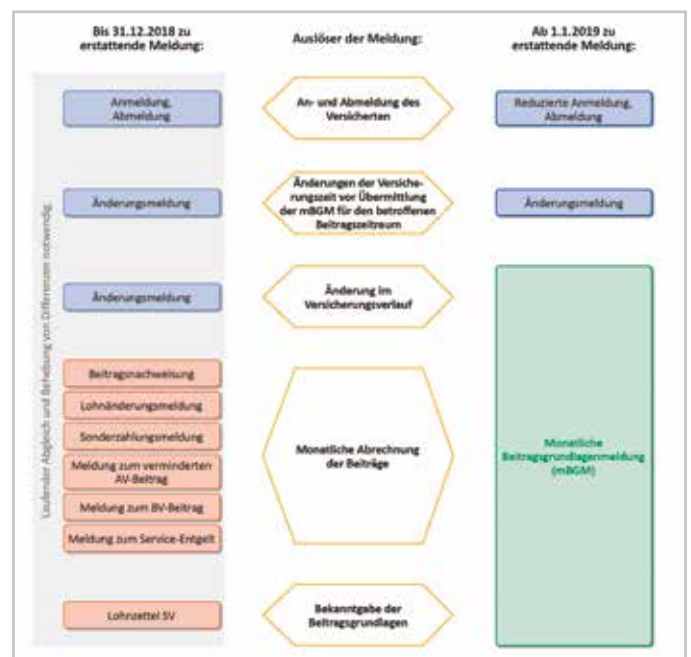 Bis 31.12.2018 zu
erstattende Meldung:
Auslöser der Meldung:
Ab 1.1.2019 zu
erstattende Meldung:
Laufender Abgleich und Behebung von Differenzen notwendig
Anmeldung,
Abmeldung
An- und Abmeldung des
Versicherten
Reduzierte Anmeldung,
Abmeldung
Änderungsmeldung
Änderungen der Versiche-
rungszeit vor Übermittlung
der mBGM für den betroffenen
Beitragszeitraum
Änderungsmeldung
Änderungsmeldung
Änderung im
Versicherungsverlauf
Beitragsnachweisung
Lohnänderungsmeldung
Sonderzahlungsmeldung
Meldung zum verminderten
AV-Beitrag
Meldung zum BV-Beitrag
Meldung zum Service-Entgelt
Monatliche Abrechnung
der Beiträge
Monatliche
Beitragsgrundlagenmeldung
(mBGM)
Lohnzettel SV
Bekanntgabe der
Beitragsgrundlagen